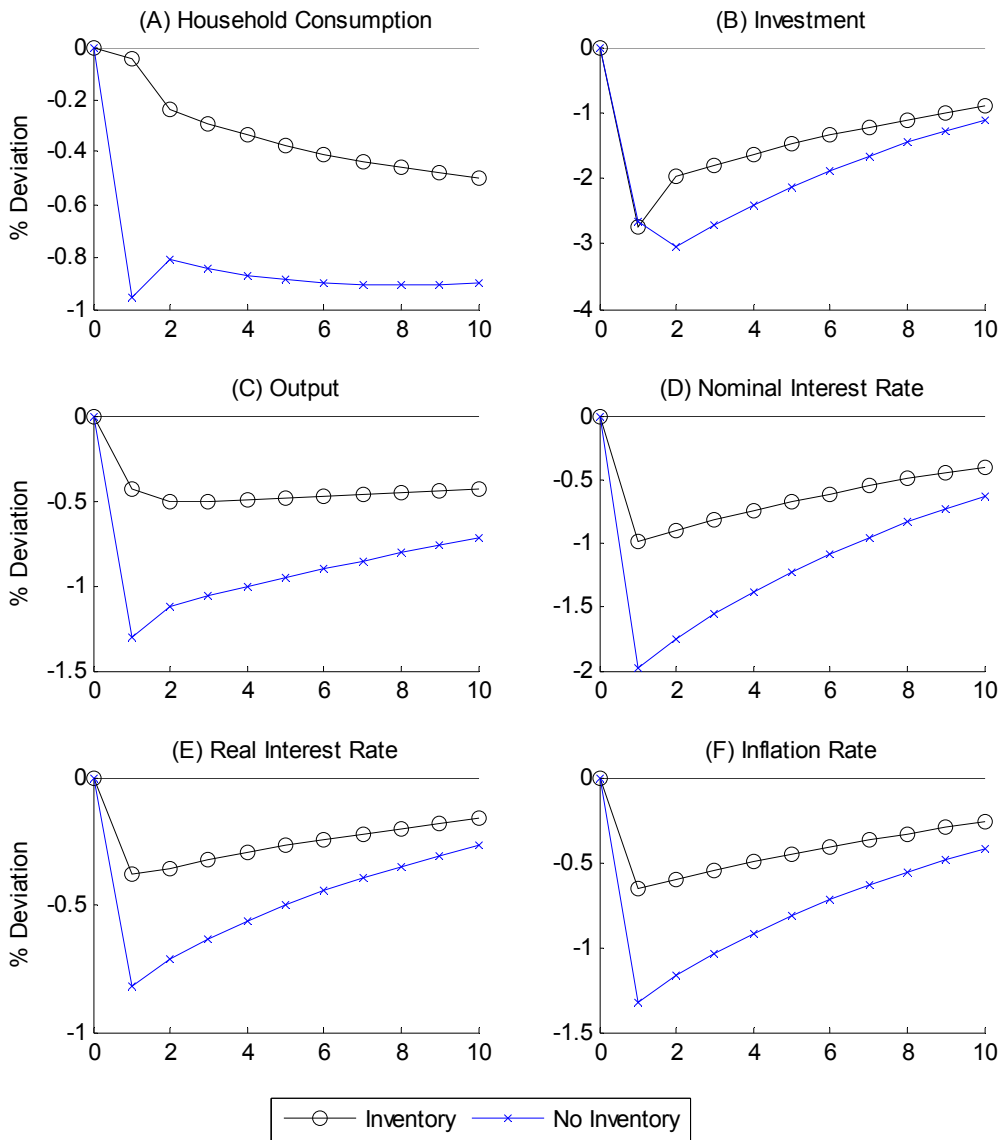 (A) Household Consumption
(B) Investment
% Deviation
0
-0.2
-0.4
-0.6
-0.8
-1
0 2 4 6 8 10
0
-1
-2
-3
-4
0 2 4 6 8 10
(C) Output
(D) Nominal Interest Rate
% Deviation
0
-0.5
-1
-1.5
0 2 4 6 8 10
0
-0.5
-1
-1.5
-2
0 2 4 6 8 10
(E) Real Interest Rate
(F) Inflation Rate
% Deviation
0
-0.5
-1
0 2 4 6 8 10
0
-0.5
-1
-1.5
0 2 4 6 8 10
Inventory
No Inventory